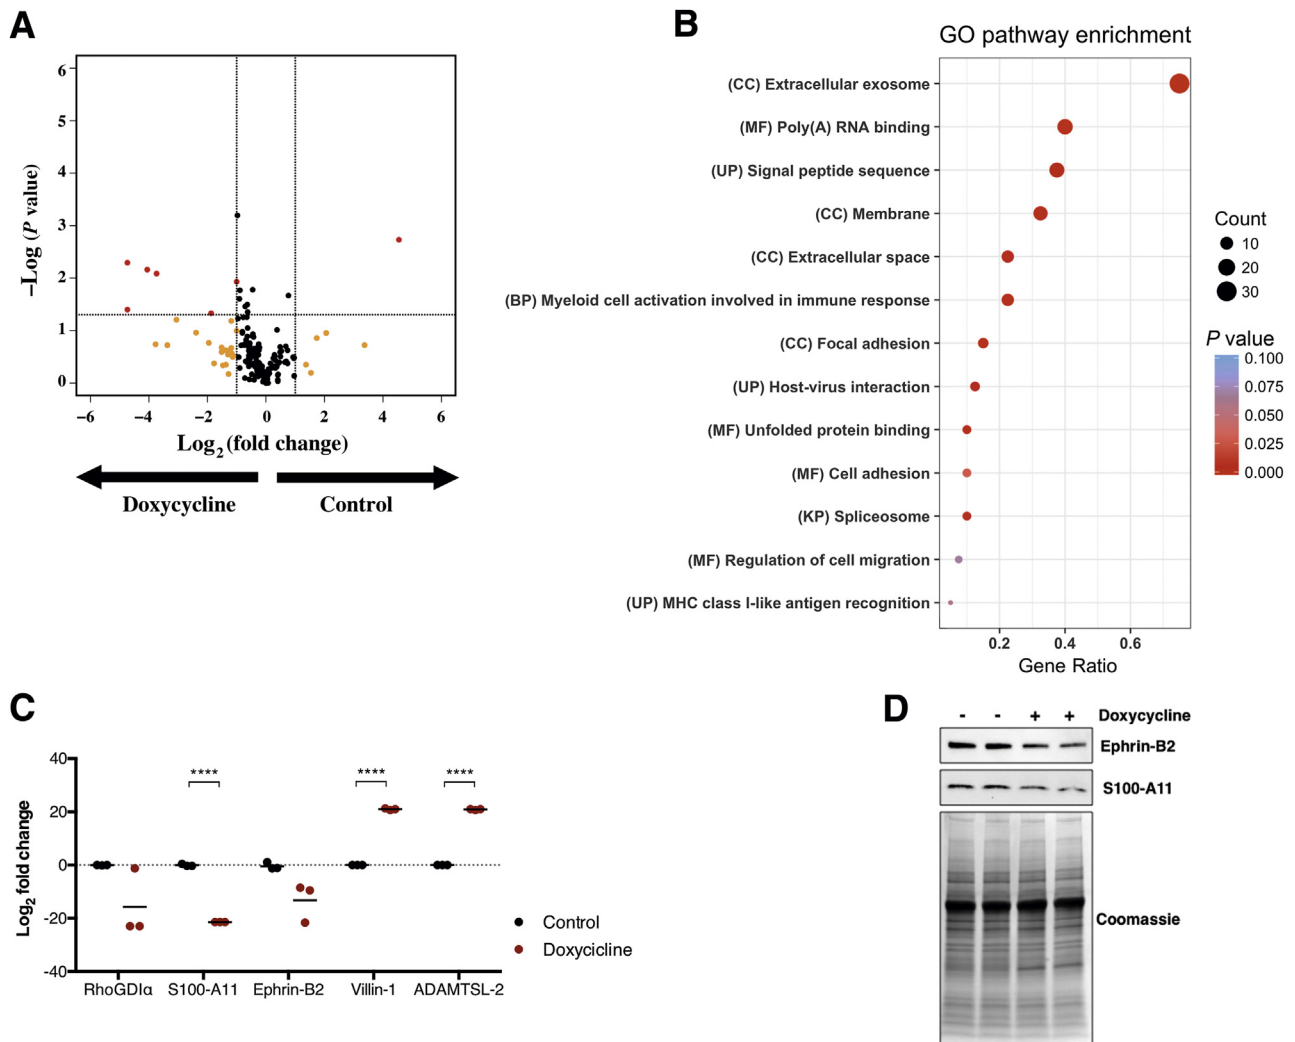 A
6
5
4
3
2
1
0
−Log (P value)
−6
−4
−2
0
2
4
6
Log2 (fold change)
Doxycycline
Control
B
GO pathway enrichment
(CC) Extracellular exosome
(MF) Poly(A) RNA binding
(UP) Signal peptide sequence
(CC) Membrane
(CC) Extracellular space
(BP) Myeloid cell activation involved in immune response
(CC) Focal adhesion
(UP) Host-virus interaction
(MF) Unfolded protein binding
(MF) Cell adhesion
(KP) Spliceosome
(MF) Regulation of cell migration
(UP) MHC class I-like antigen recognition
0.2
0.4
0.6
Gene Ratio
Count
10
20
30
P value
0.100
0.075
0.050
0.025
0.000
C
40
20
0
-20
-40
Log2 fold change
****
****
****
RhoGDIα
S100-A11
Ephrin-B2
Villin-1
ADAMTSL-2
Control
Doxycicline
D
- - + + Doxycycline
Ephrin-B2
S100-A11
Coomassie